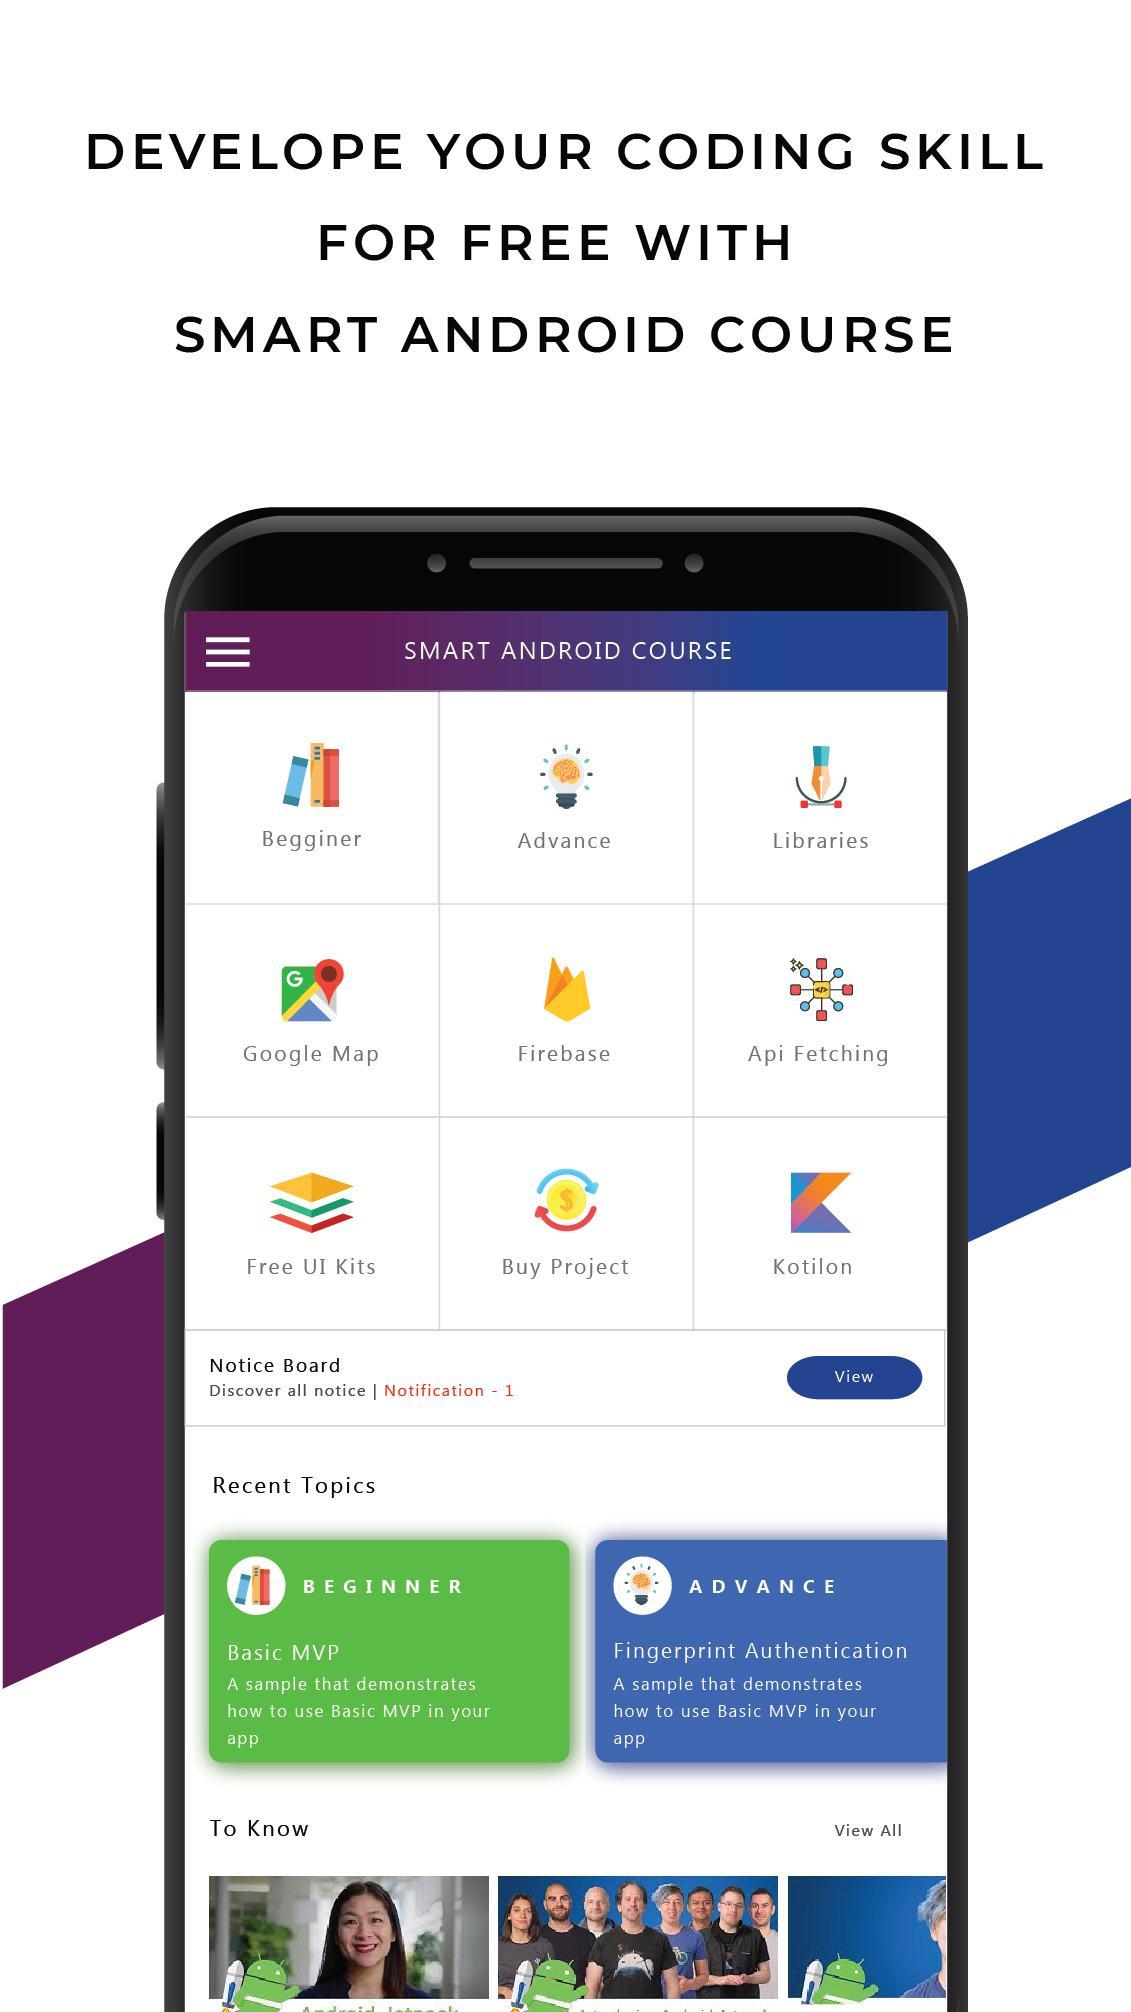 DEVELOPE YOUR CODING SKILL
FOR FREE WITH
SMART ANDROID COURSE
SMART ANDROID COURSE
Begginer
Advance
Libraries
G
Google Map
Firebase
</>
Api Fetching
Free UI Kits
$
Buy Project
Kotilon
Notice Board
Discover all notice | Notification - 1
View
Recent Topics
BEGINNER
Basic MVP
A sample that demonstrates
how to use Basic MVP in your
app
ADVANCE
Fingerprint Authentication
A sample that demonstrates
how to use Basic MVP in your
app
To Know
View All
Android Jetpack